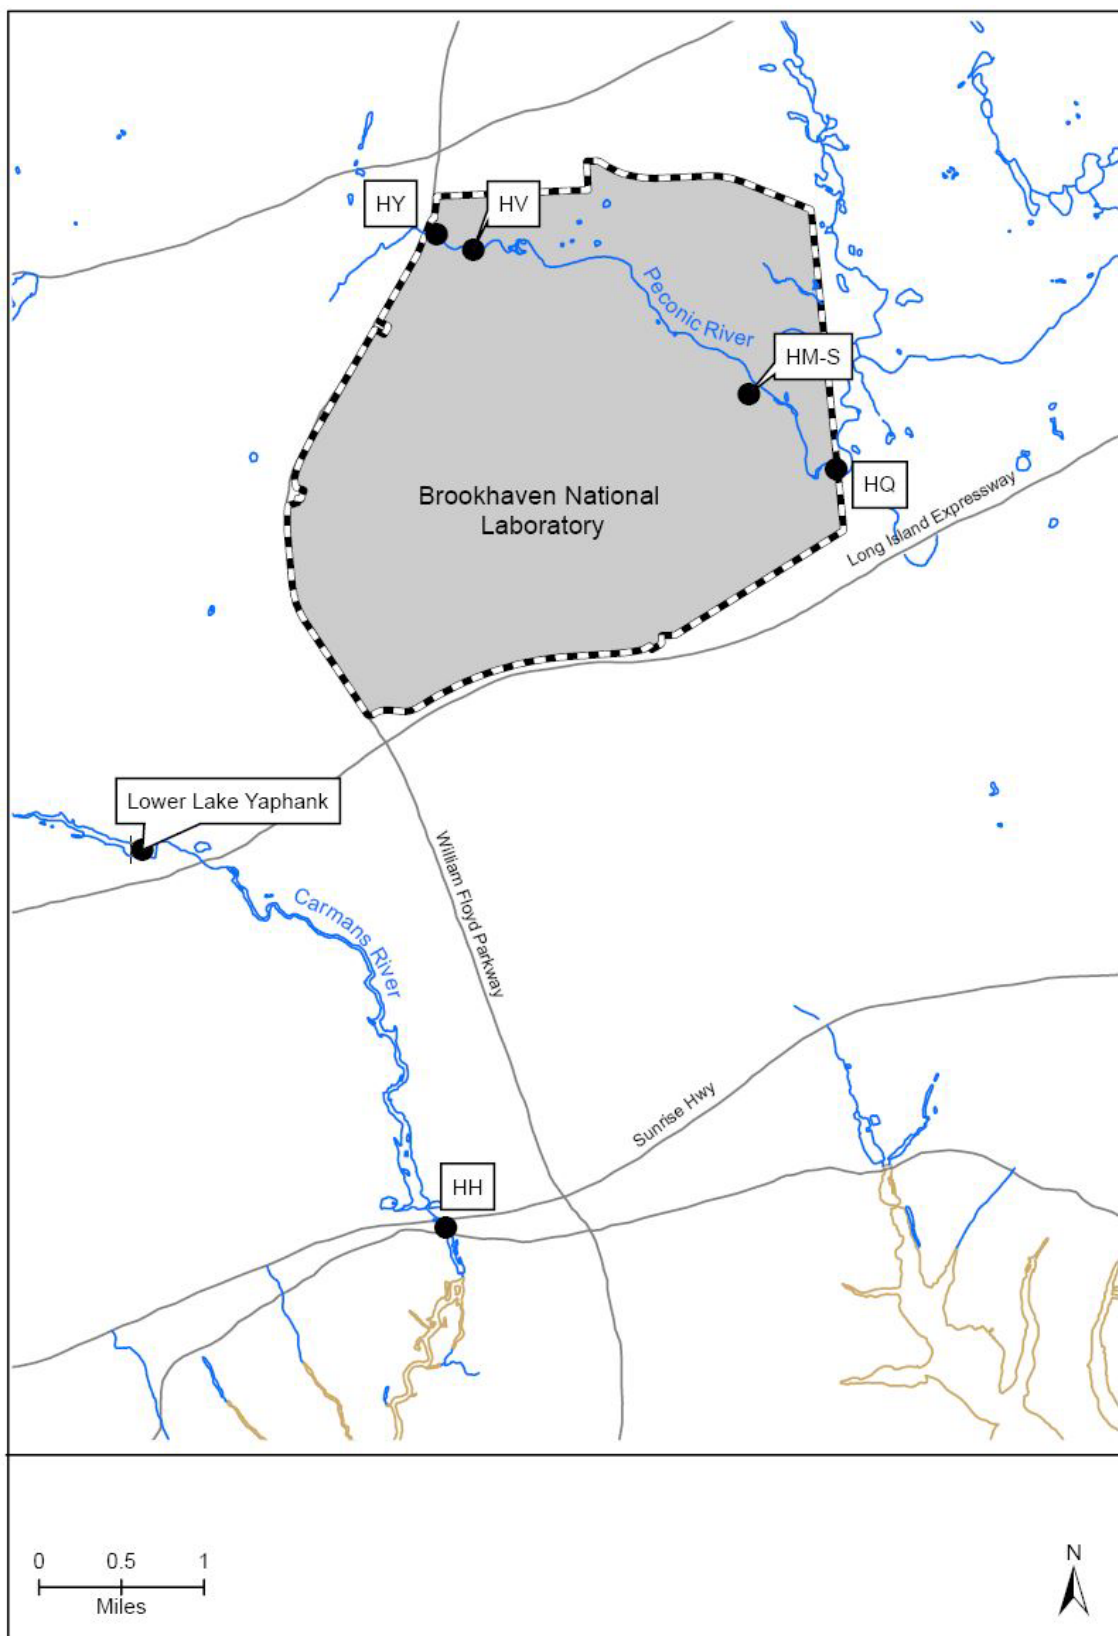 HY
HV
Peconic River
HM-S
HQ
Brookhaven National
Laboratory
Long Island Expressway
Lower Lake Yaphank
William Floyd Parkway
Carmans River
Sunrise Hwy
HH
0 0.5 1
Miles
N